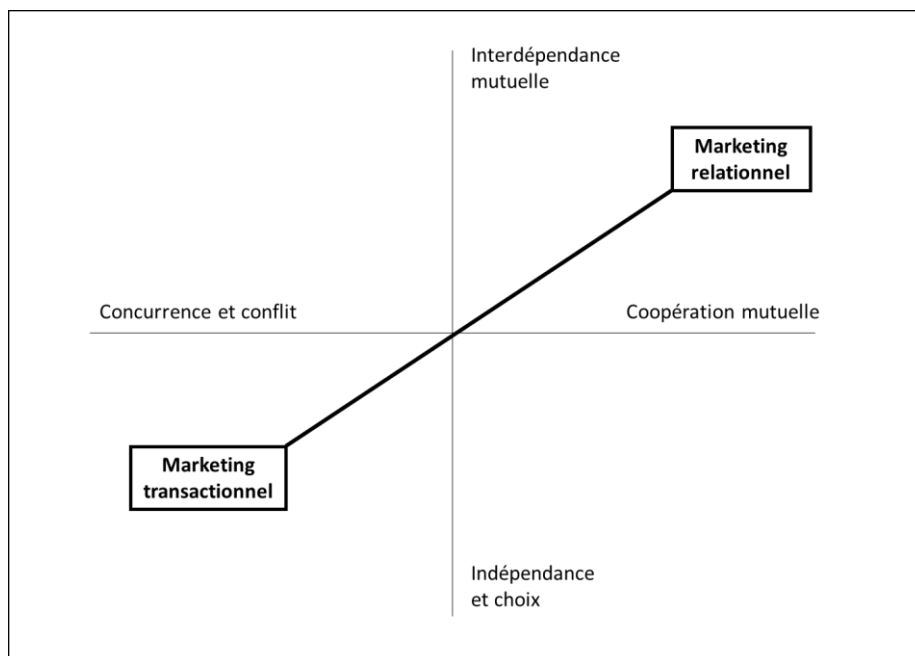 Interdépendance
mutuelle
Marketing
relationnel
Concurrence et conflit
Coopération mutuelle
Marketing
transactionnel
Indépendance
et choix